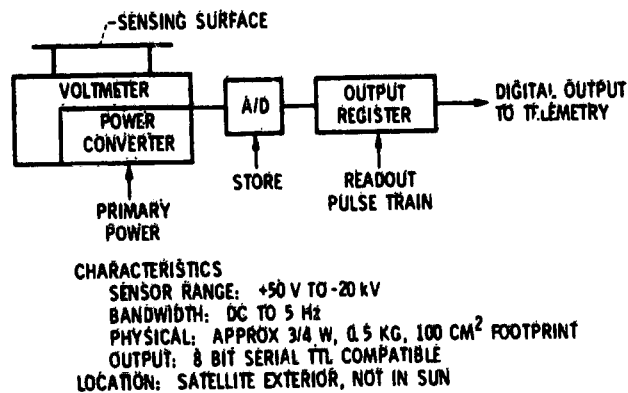 SENSING SURFACE
VOLTMETER
POWER
CONVERTER
A/D
OUTPUT
REGISTER
DIGITAL OUTPUT
TO TELEMETRY
STORE
READOUT
PULSE TRAIN
PRIMARY
POWER
CHARACTERISTICS
SENSOR RANGE: +50 V TO -20 kV
BANDWIDTH: DC TO 5 Hz
PHYSICAL: APPROX 3/4 W, 0.5 KG, 100 CM² FOOTPRINT
OUTPUT: 8 BIT SERIAL TTL COMPATIBLE
LOCATION: SATELLITE EXTERIOR, NOT IN SUN